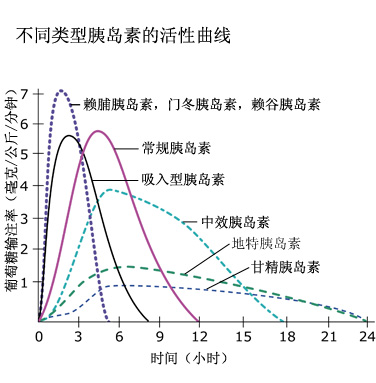 不同类型胰岛素的活性曲线
葡萄糖输注率（毫克/公斤/分钟）
7
6
5
4
3
2
1
赖脯胰岛素，门冬胰岛素，赖谷胰岛素
常规胰岛素
吸入型胰岛素
中效胰岛素
地特胰岛素
甘精胰岛素
0 3 6 9 12 15 18 21 24
时间（小时）